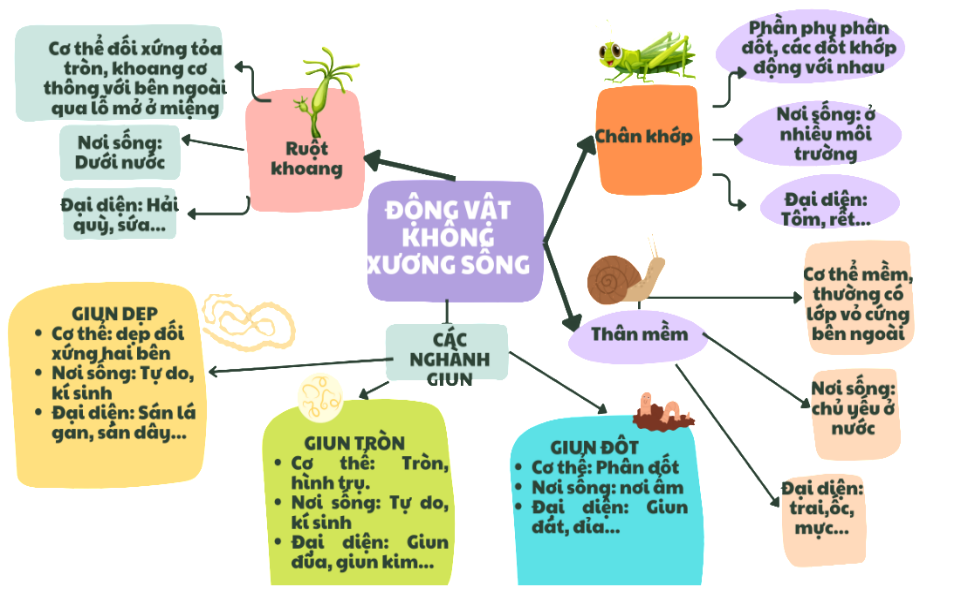 ĐỘNG VẬT
KHÔNG
XƯƠNG SỐNG
Ruột
khoang
Cơ thể đối xứng tỏa
tròn, khoang cơ
thông với bên ngoài
qua lỗ mở ở miệng
Nơi sống:
Dưới nước
Đại diện: Hải
quỳ, sứa...
Chân khớp
Phần phụ phân
đốt, các đốt khớp
động với nhau
Nơi sống: ở
nhiều môi
trường
Đại diện:
Tôm, rết...
Thân mềm
Cơ thể mềm,
thường có
lớp vỏ cứng
bên ngoài
Nơi sống:
chủ yếu ở
nước
Đại diện:
trai,ốc,
mực...
CÁC
NGHÀNH
GIUN
GIUN DẸP
• Cơ thể: dẹp đối
xứng hai bên
• Nơi sống: Tự do,
kí sinh
• Đại diện: Sán lá
gan, sán dây...
GIUN TRÒN
• Cơ thể: Tròn,
hình trụ.
• Nơi sống: Tự do,
kí sinh
• Đại diện: Giun
đũa, giun kim...
GIUN ĐỐT
• Cơ thể: Phân đốt
• Nơi sống: nơi ẩm
• Đại diện: Giun
đất, đỉa...